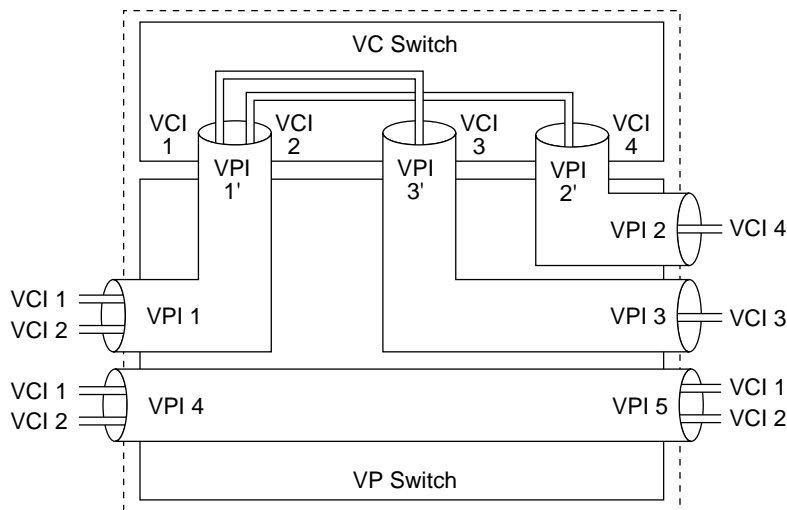 VC Switch
VCI
1
VCI
2
VCI
3
VCI
4
VPI
1'
VPI
3'
VPI
2'
VPI 2
VCI 4
VCI 1
VCI 2
VPI 1
VPI 3
VCI 3
VCI 1
VCI 2
VPI 4
VPI 5
VCI 1
VCI 2
VP Switch